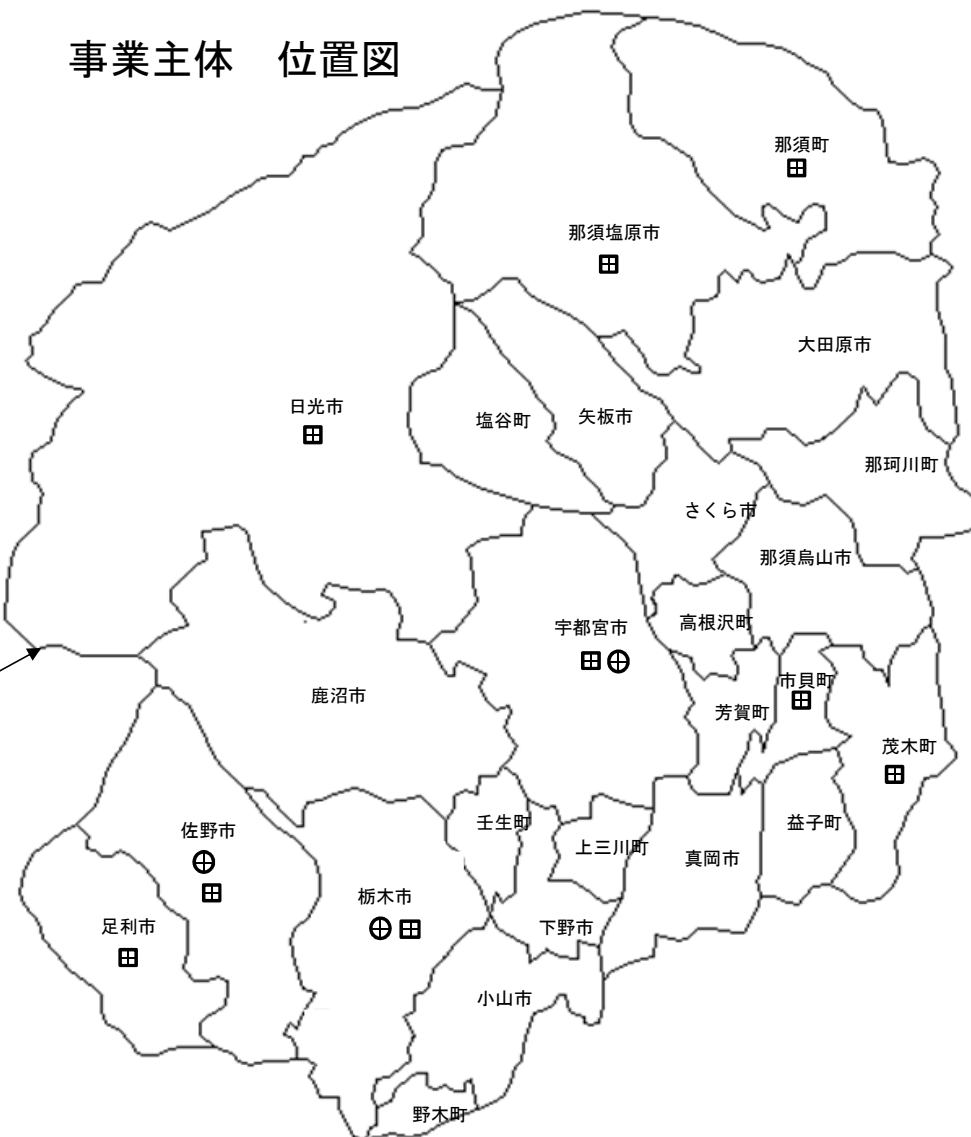 事業主体　位置図
那須町
那須塩原市
大田原市
日光市
塩谷町
矢板市
那珂川町
さくら市
那須烏山市
宇都宮市
高根沢町
鹿沼市
芳賀町
市貝町
茂木町
佐野市
壬生町
上三川町
益子町
真岡市
栃木市
足利市
下野市
小山市
野木町